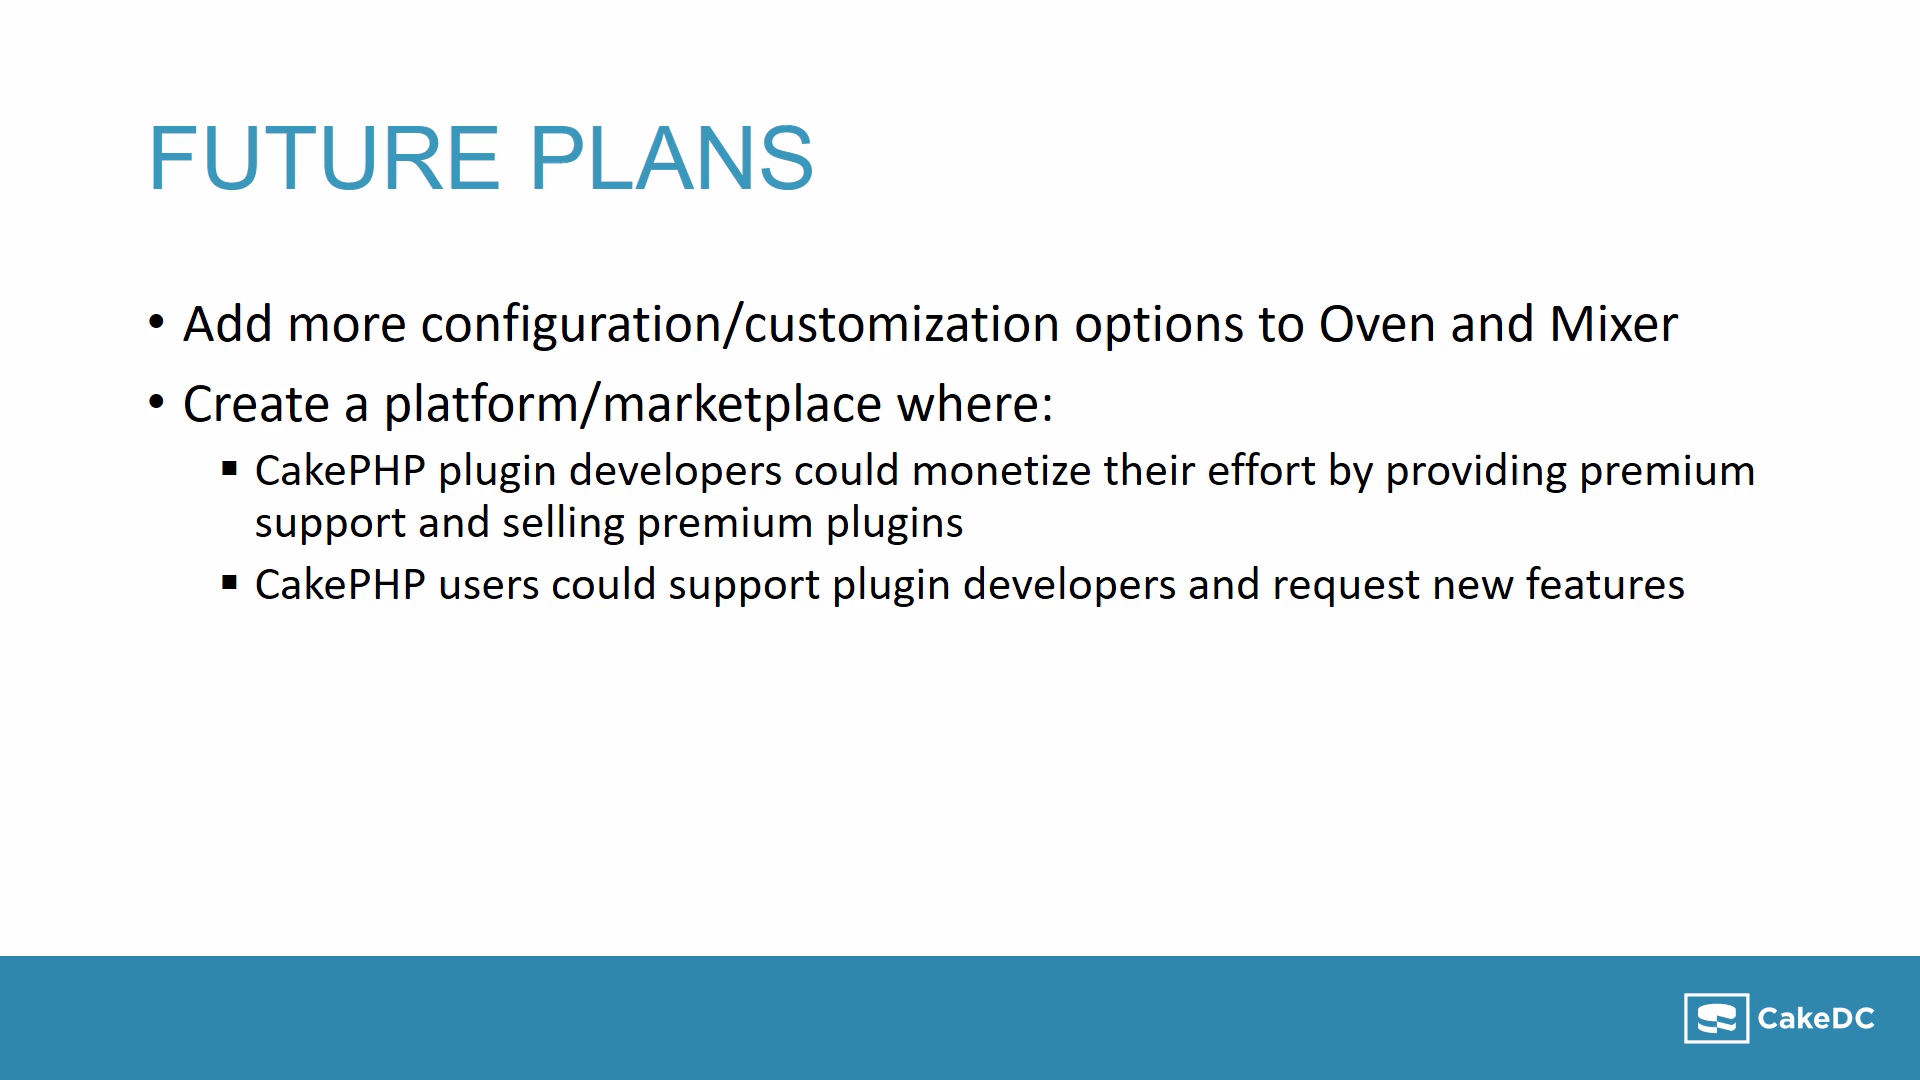 FUTURE PLANS
• Add more configuration/customization options to Oven and Mixer
• Create a platform/marketplace where:
▪ CakePHP plugin developers could monetize their effort by providing premium
support and selling premium plugins
▪ CakePHP users could support plugin developers and request new features
CakeDC